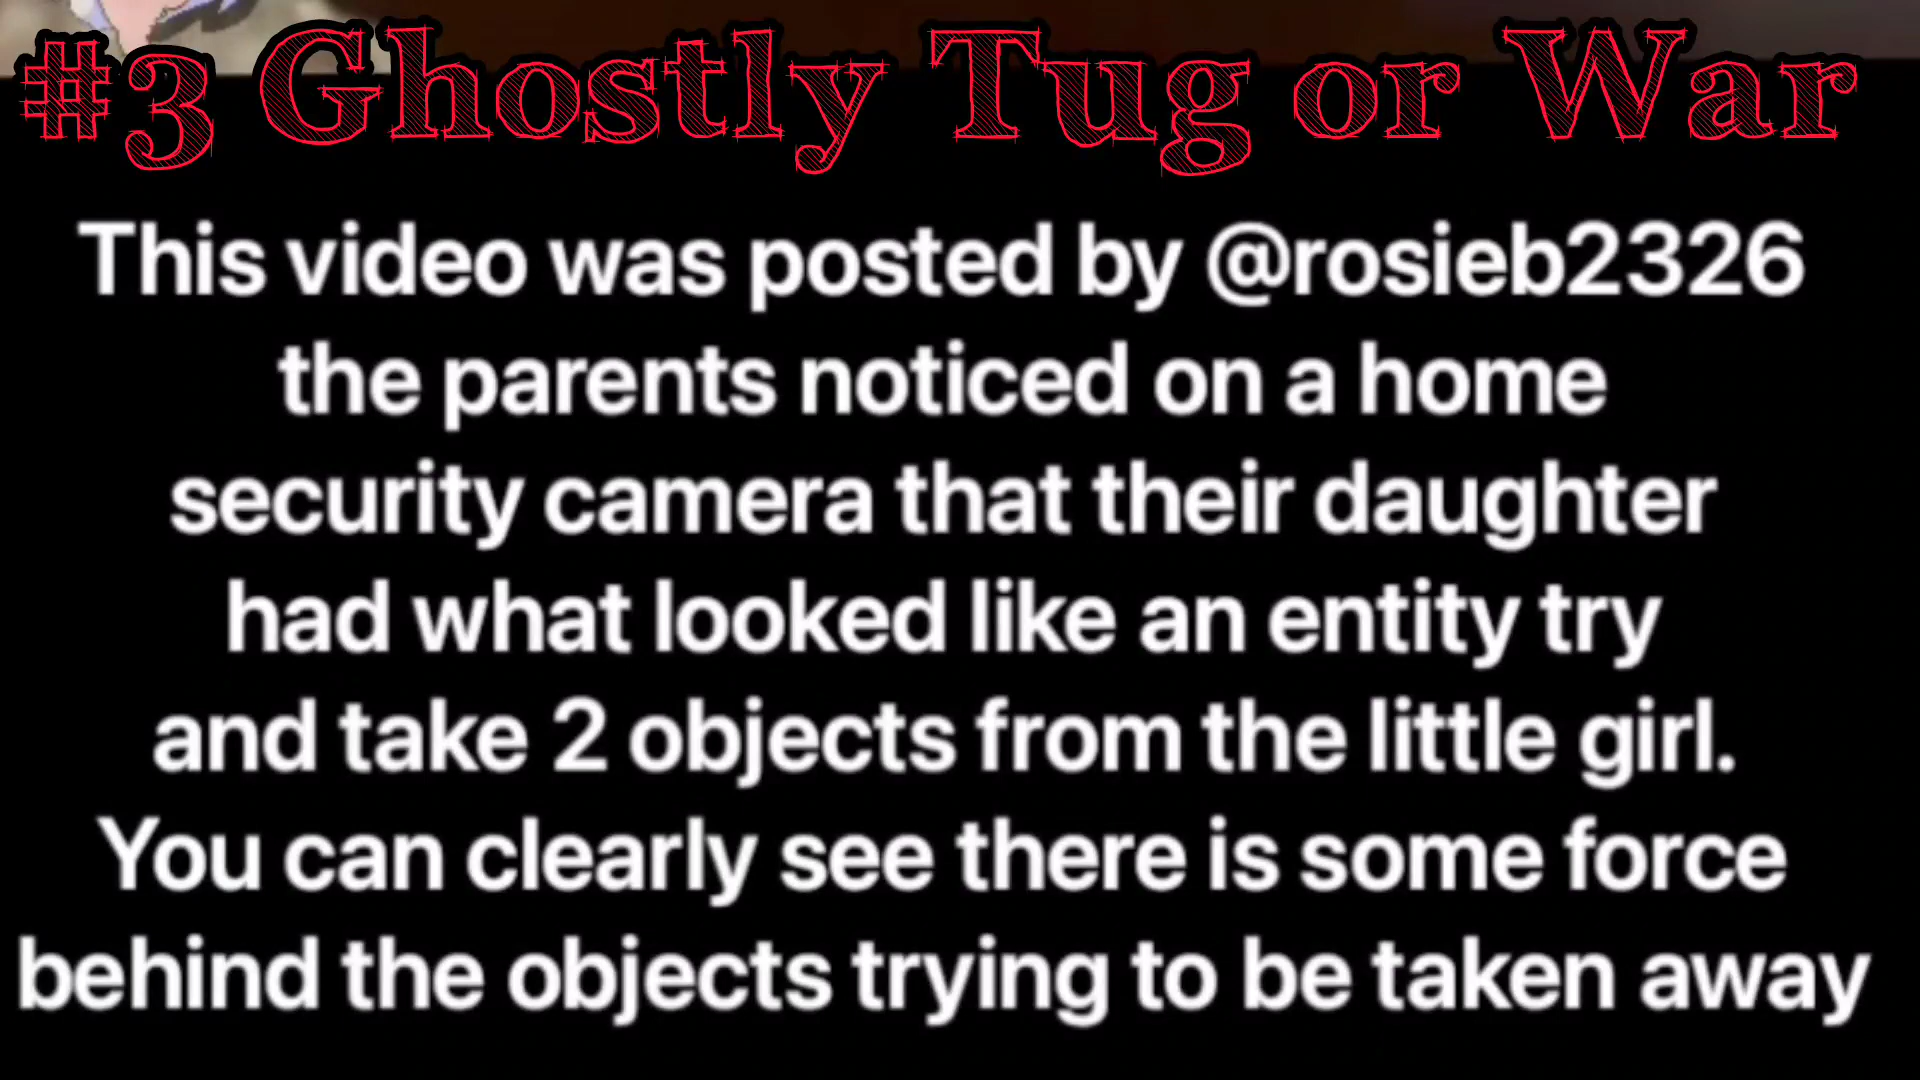 #3 Ghostly Tug or War
This video was posted by @rosieb2326
the parents noticed on a home
security camera that their daughter
had what looked like an entity try
and take 2 objects from the little girl.
You can clearly see there is some force
behind the objects trying to be taken away